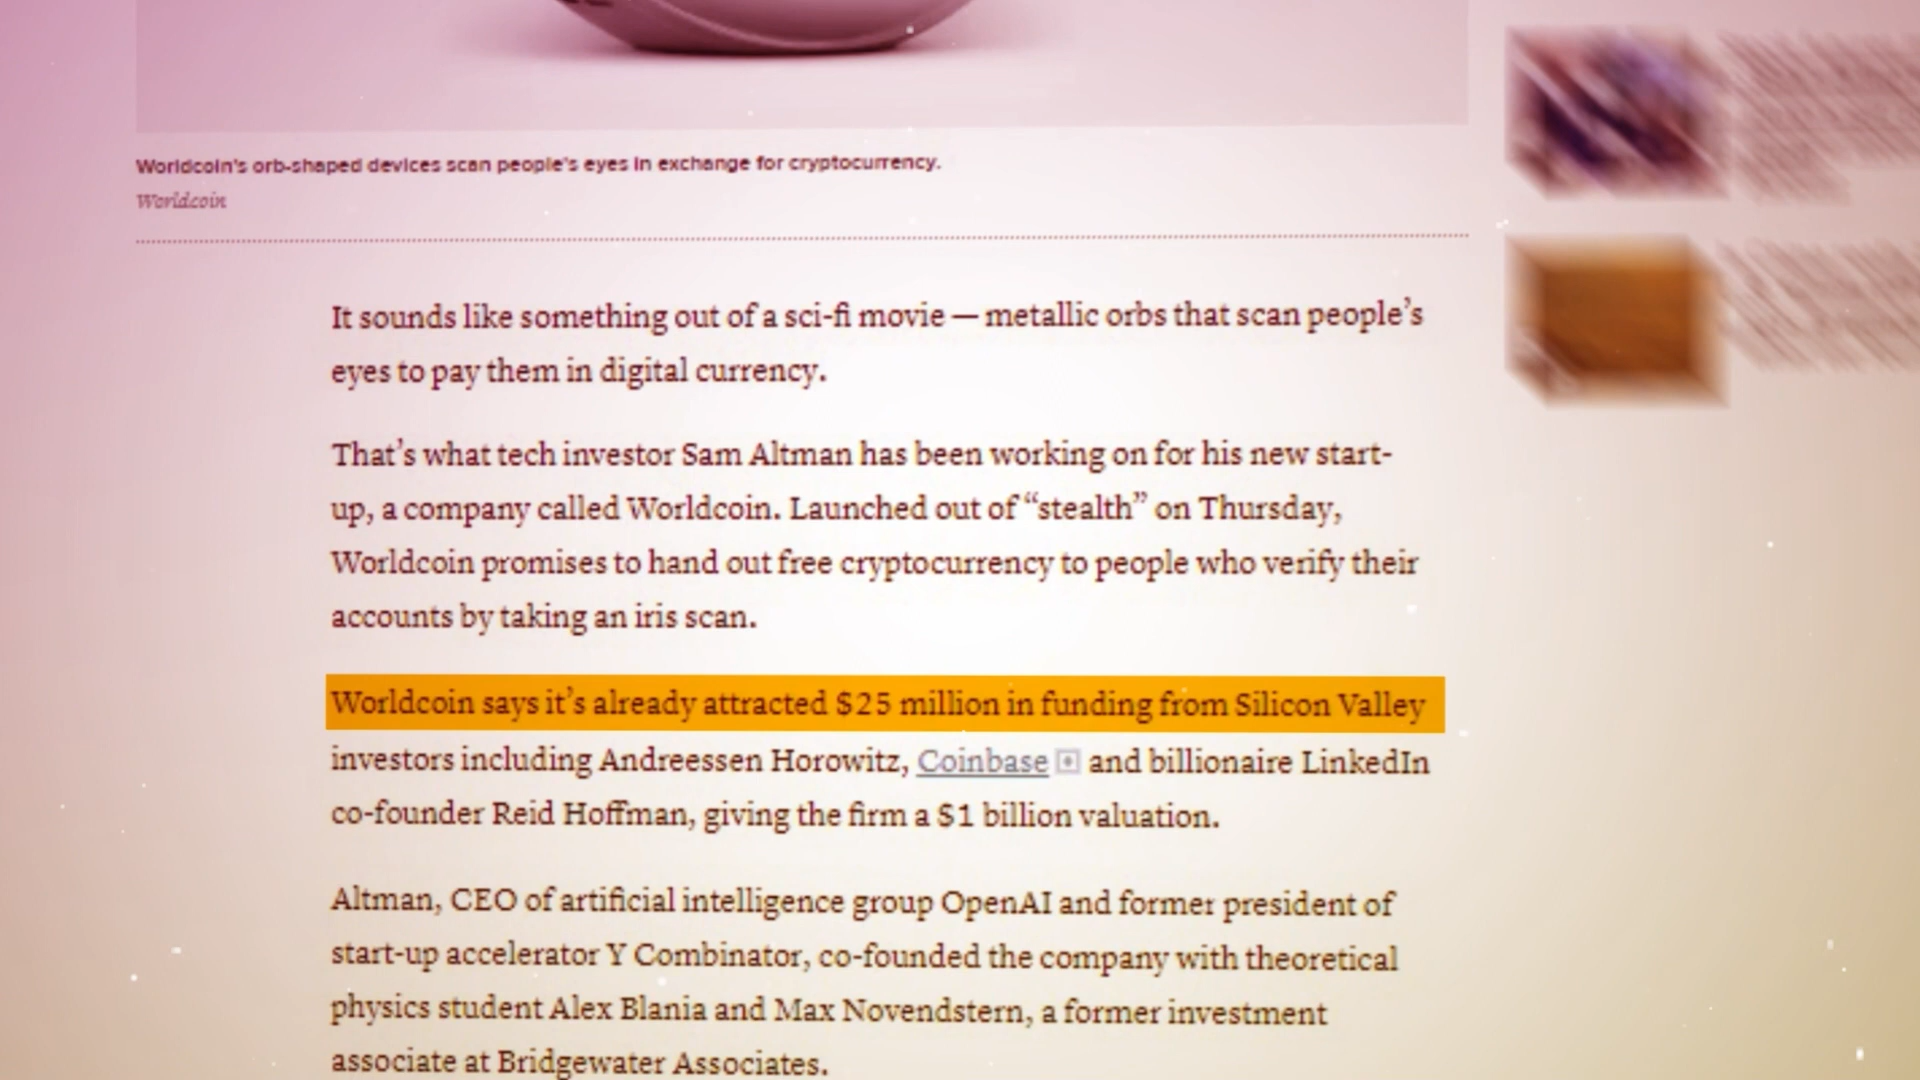 Worldcoin's orb-shaped devices scan people's eyes in exchange for cryptocurrency.
Worldcoin
It sounds like something out of a sci-fi movie — metallic orbs that scan people’s
eyes to pay them in digital currency.
That’s what tech investor Sam Altman has been working on for his new start-
up, a company called Worldcoin. Launched out of “stealth” on Thursday,
Worldcoin promises to hand out free cryptocurrency to people who verify their
accounts by taking an iris scan.
Worldcoin says it’s already attracted $25 million in funding from Silicon Valley
investors including Andreessen Horowitz, Coinbase and billionaire LinkedIn
co-founder Reid Hoffman, giving the firm a $1 billion valuation.
Altman, CEO of artificial intelligence group OpenAI and former president of
start-up accelerator Y Combinator, co-founded the company with theoretical
physics student Alex Blania and Max Novendstern, a former investment
associate at Bridgewater Associates.